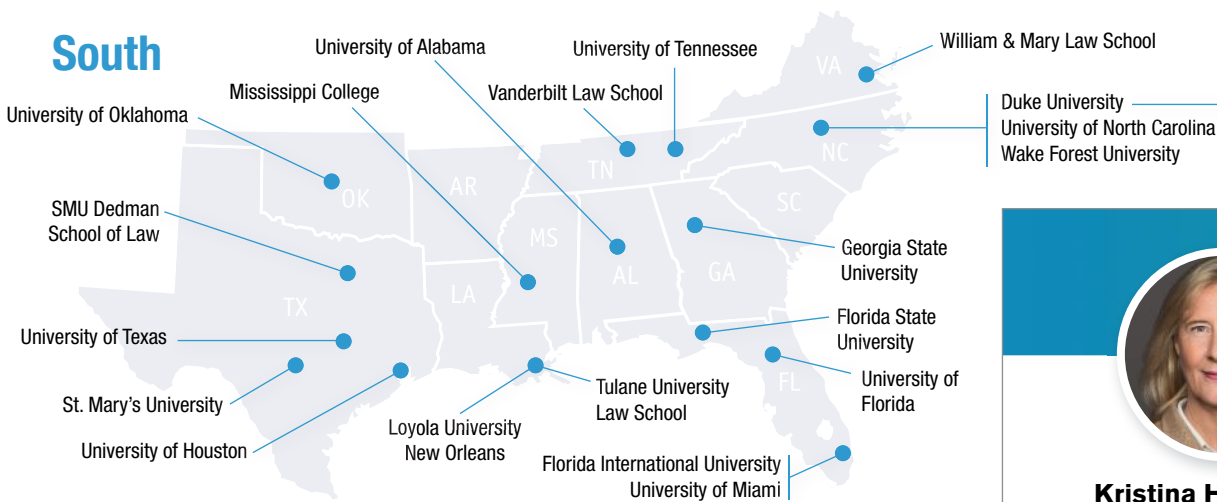 South
University of Alabama
University of Tennessee
William & Mary Law School
Mississippi College
Vanderbilt Law School
University of Oklahoma
Duke University
University of North Carolina
Wake Forest University
SMU Dedman
School of Law
Georgia State
University
Florida State
University
University of Texas
University of
Florida
St. Mary's University
Tulane University
Law School
Loyola University
New Orleans
University of Houston
Florida International University
University of Miami
VA
NC
TN
SC
OK
AR
MS
AL
GA
LA
TX
FL
Kristina H